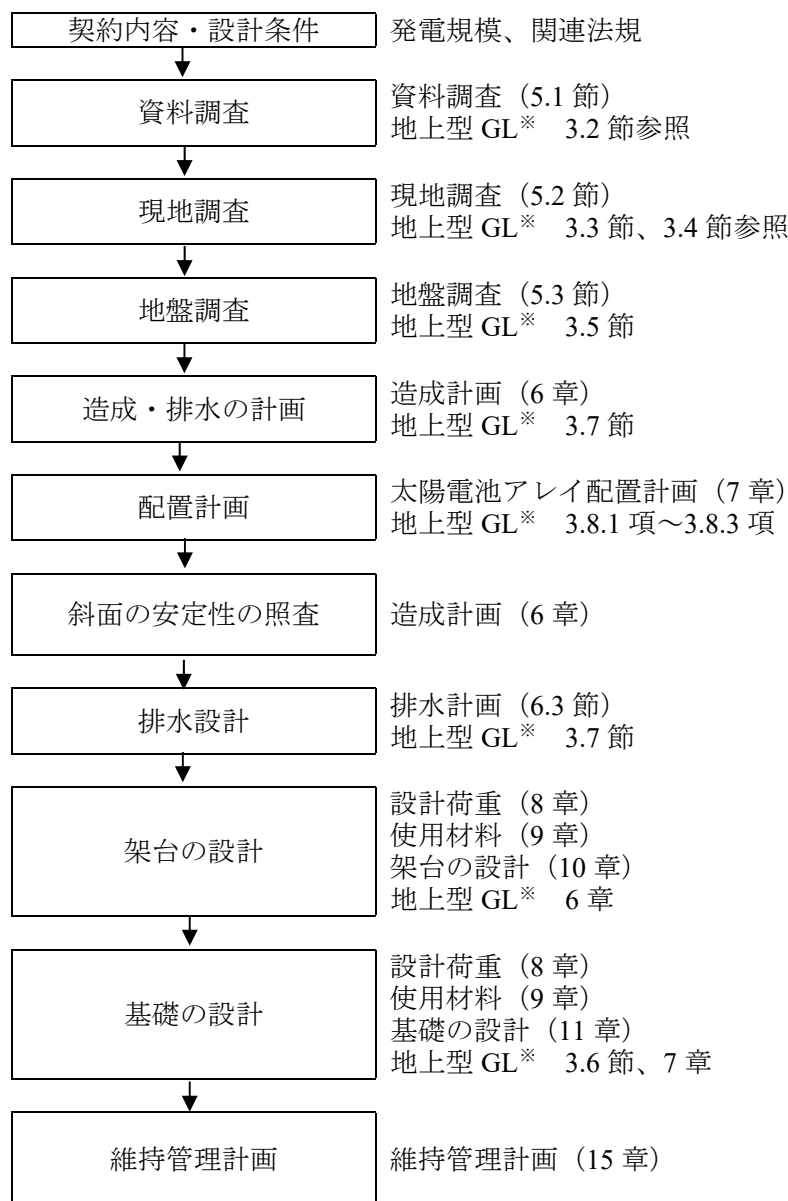 契約内容・設計条件
発電規模、関連法規
資料調査
資料調査（5.1 節）
地上型 GL※ 3.2 節参照
現地調査
現地調査（5.2 節）
地上型 GL※ 3.3 節、3.4 節参照
地盤調査
地盤調査（5.3 節）
地上型 GL※ 3.5 節
造成・排水の計画
造成計画（6 章）
地上型 GL※ 3.7 節
配置計画
太陽電池アレイ配置計画（7 章）
地上型 GL※ 3.8.1 項～3.8.3 項
斜面の安定性の照査
造成計画（6 章）
排水設計
排水計画（6.3 節）
地上型 GL※ 3.7 節
架台の設計
設計荷重（8 章）
使用材料（9 章）
架台の設計（10 章）
地上型 GL※ 6 章
基礎の設計
設計荷重（8 章）
使用材料（9 章）
基礎の設計（11 章）
地上型 GL※ 3.6 節、7 章
維持管理計画
維持管理計画（15 章）